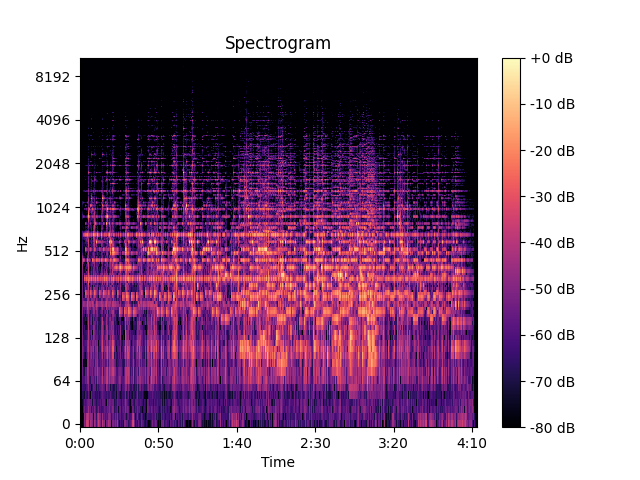 Spectrogram
8192
4096
2048
1024
512
256
128
64
0
Hz
0:00 0:50 1:40 2:30 3:20 4:10
Time
+0 dB
-10 dB
-20 dB
-30 dB
-40 dB
-50 dB
-60 dB
-70 dB
-80 dB